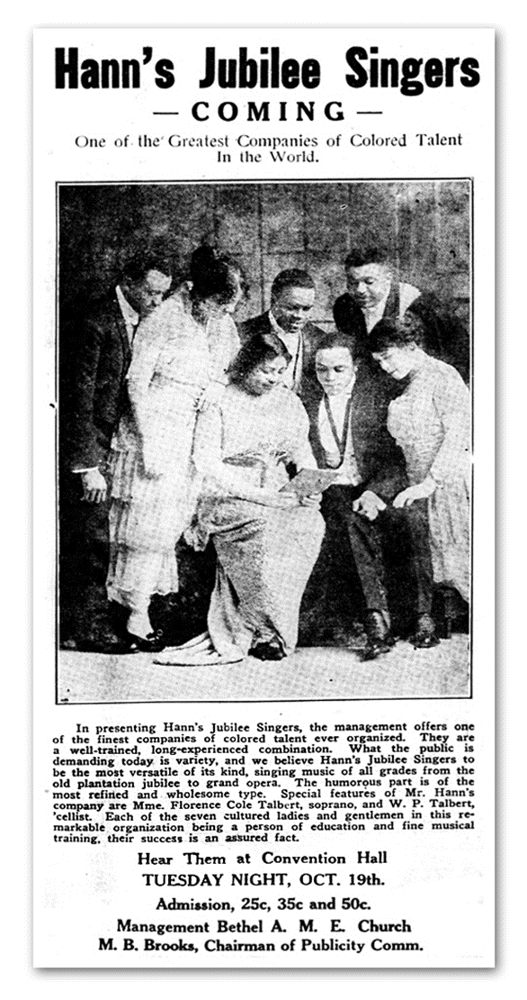 Hann's Jubilee Singers
— COMING —
One of the Greatest Companies of Colored Talent
In the World.
In presenting Hann's Jubilee Singers, the management offers one
of the finest companies of colored talent ever organized. They are
a well-trained, long-experienced combination. What the public is
demanding today is variety, and we believe Hann's Jubilee Singers to
be the most versatile of its kind, singing music of all grades from the
old plantation jubilee to grand opera. The humorous part is of the
most refined and wholesome type. Special features of Mr. Hann's
company are Mme. Florence Cole Talbert, soprano, and W. P. Talbert,
'cellist. Each of the seven cultured ladies and gentlemen in this re-
markable organization being a person of education and fine musical
training, their success is an assured fact.
Hear Them at Convention Hall
TUESDAY NIGHT, OCT. 19th.
Admission, 25c, 35c and 50c.
Management Bethel A. M. E. Church
M. B. Brooks, Chairman of Publicity Comm.